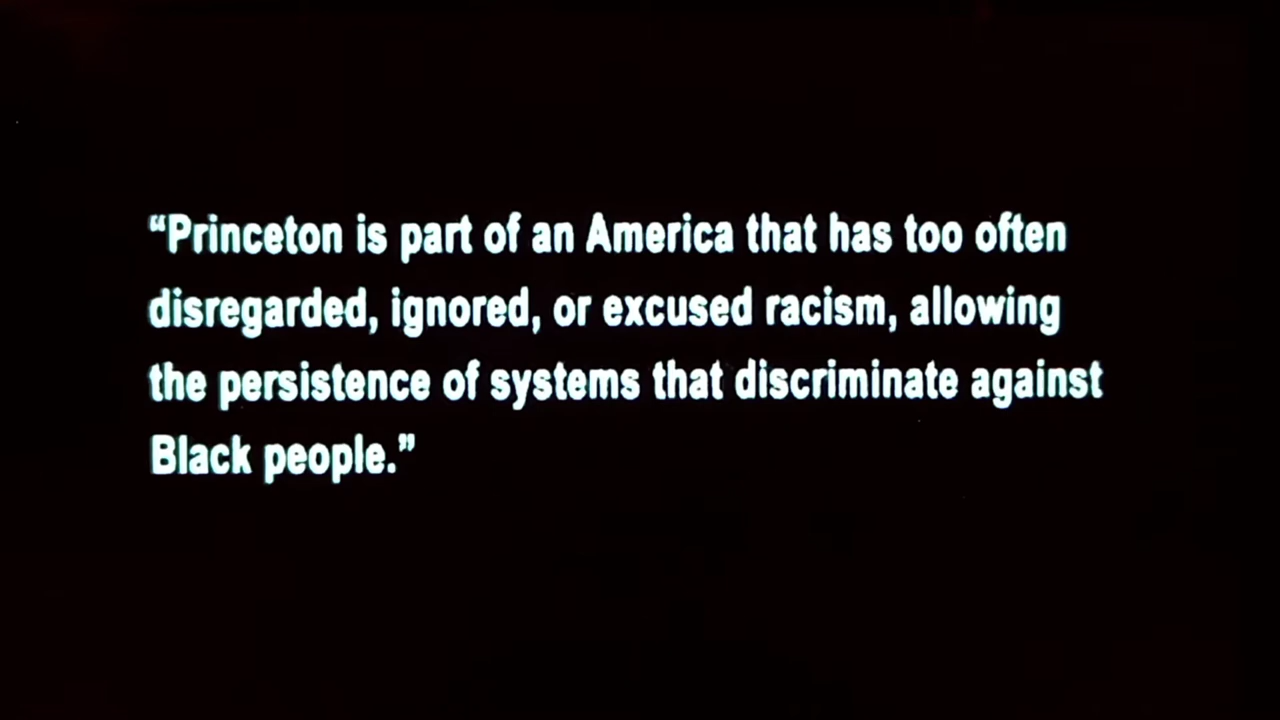 “Princeton is part of an America that has too often
disregarded, ignored, or excused racism, allowing
the persistence of systems that discriminate against
Black people.”